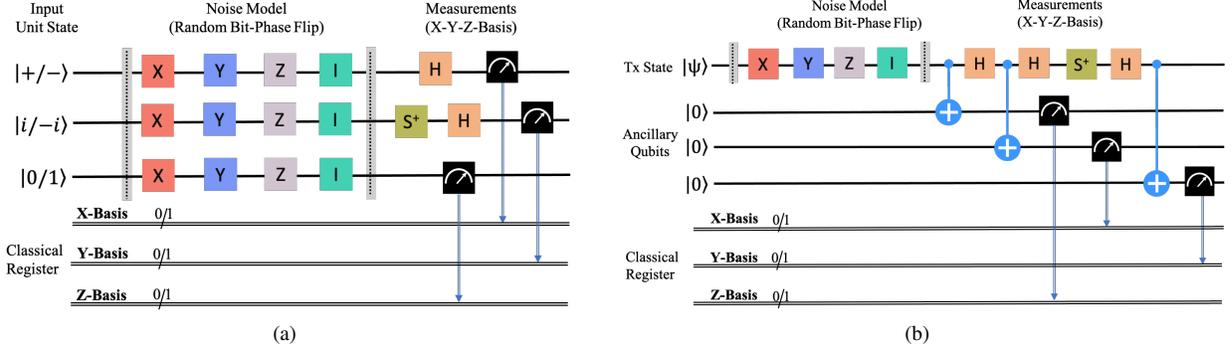 Input
Unit State
Noise Model
(Random Bit-Phase Flip)
Measurements
(X-Y-Z-Basis)
|+/−⟩ X Y Z I H
|i/−i⟩ X Y Z I S⁺ H
|0/1⟩ X Y Z I
X-Basis 0/1
Classical
Register
Y-Basis 0/1
Z-Basis 0/1
(a)
Noise Model
(Random Bit-Phase Flip)
Measurements
(X-Y-Z-Basis)
Tx State |ψ⟩ X Y Z I H H S⁺ H
|0⟩
Ancillary
Qubits
|0⟩
|0⟩
X-Basis 0/1
Classical
Register
Y-Basis 0/1
Z-Basis 0/1
(b)